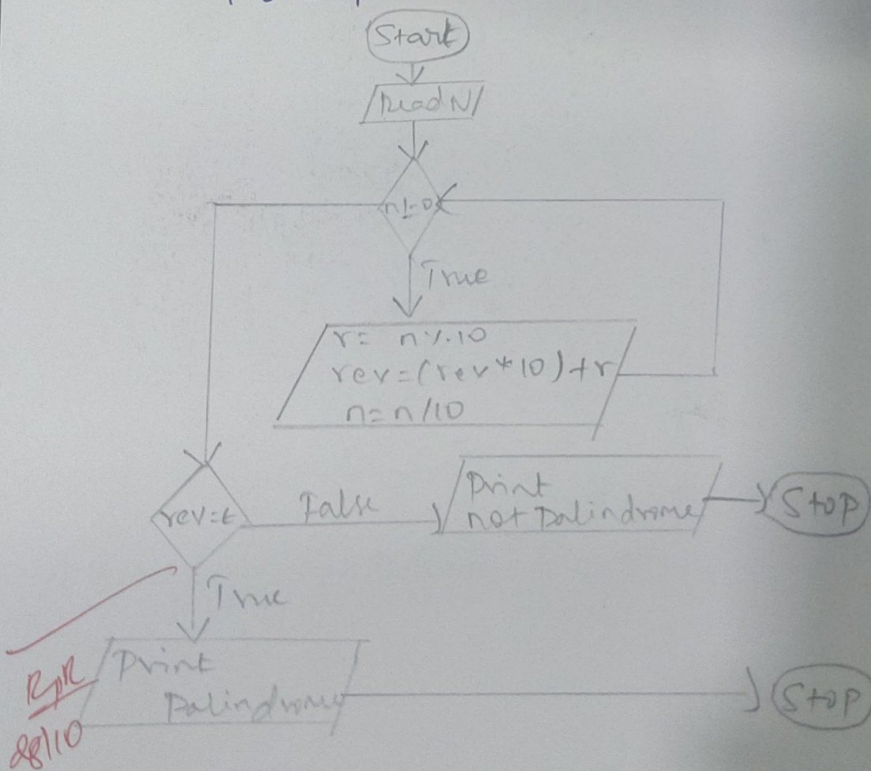 Start
Read N
n!=0
True
r= n%10
rev=(rev*10)+r
n=n/10
rev=t
False
Print
not Palindrome
Stop
True
Print
Palindrome
Stop
28/10